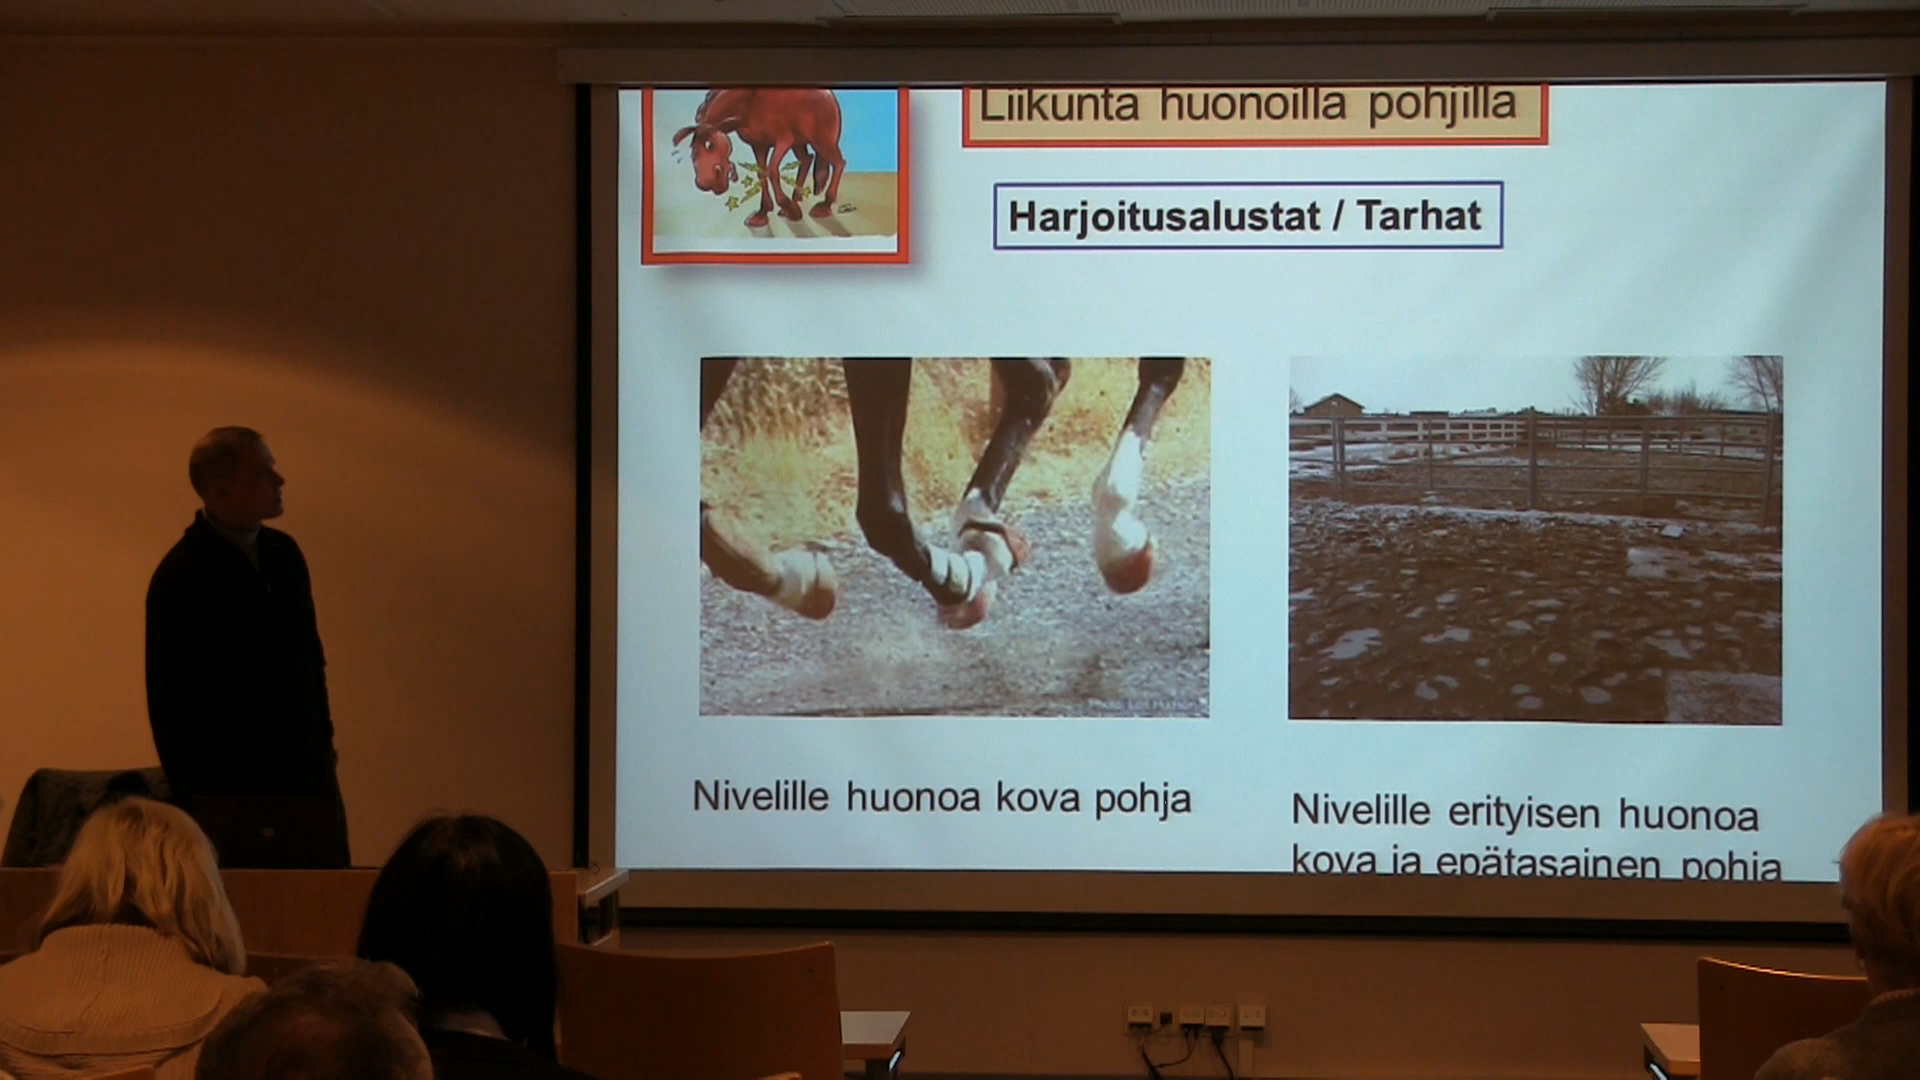 Liikunta huonoilla pohjilla
Harjoitusalustat / Tarhat
Nivelille huonoa kova pohja
Nivelille erityisen huonoa
kova ja epätasainen pohja